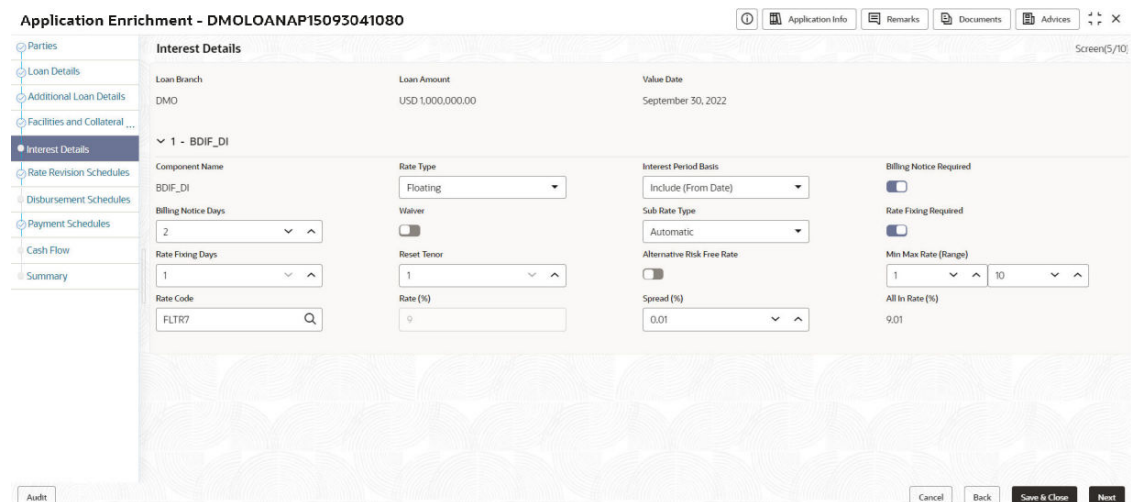 Application Enrichment - DMOLOANAP15093041080
Application Info
Remarks
Documents
Advices
Parties
Loan Details
Additional Loan Details
Facilities and Collateral ...
Interest Details
Rate Revision Schedules
Disbursement Schedules
Payment Schedules
Cash Flow
Summary
Interest Details
Screen(5/10)
Loan Branch Loan Amount Value Date
DMO USD 1,000,000.00 September 30, 2022
1 - BDIF_DI
Component Name Rate Type Interest Period Basis Billing Notice Required
BDIF_DI Floating Include (From Date)
Billing Notice Days Waiver Sub Rate Type Rate Fixing Required
2 Automatic
Rate Fixing Days Reset Tenor Alternative Risk Free Rate Min Max Rate (Range)
1 1 1 10
Rate Code Rate (%) Spread (%) All In Rate (%)
FLTR7 9 0.01 9.01
Audit
Cancel
Back
Save & Close
Next